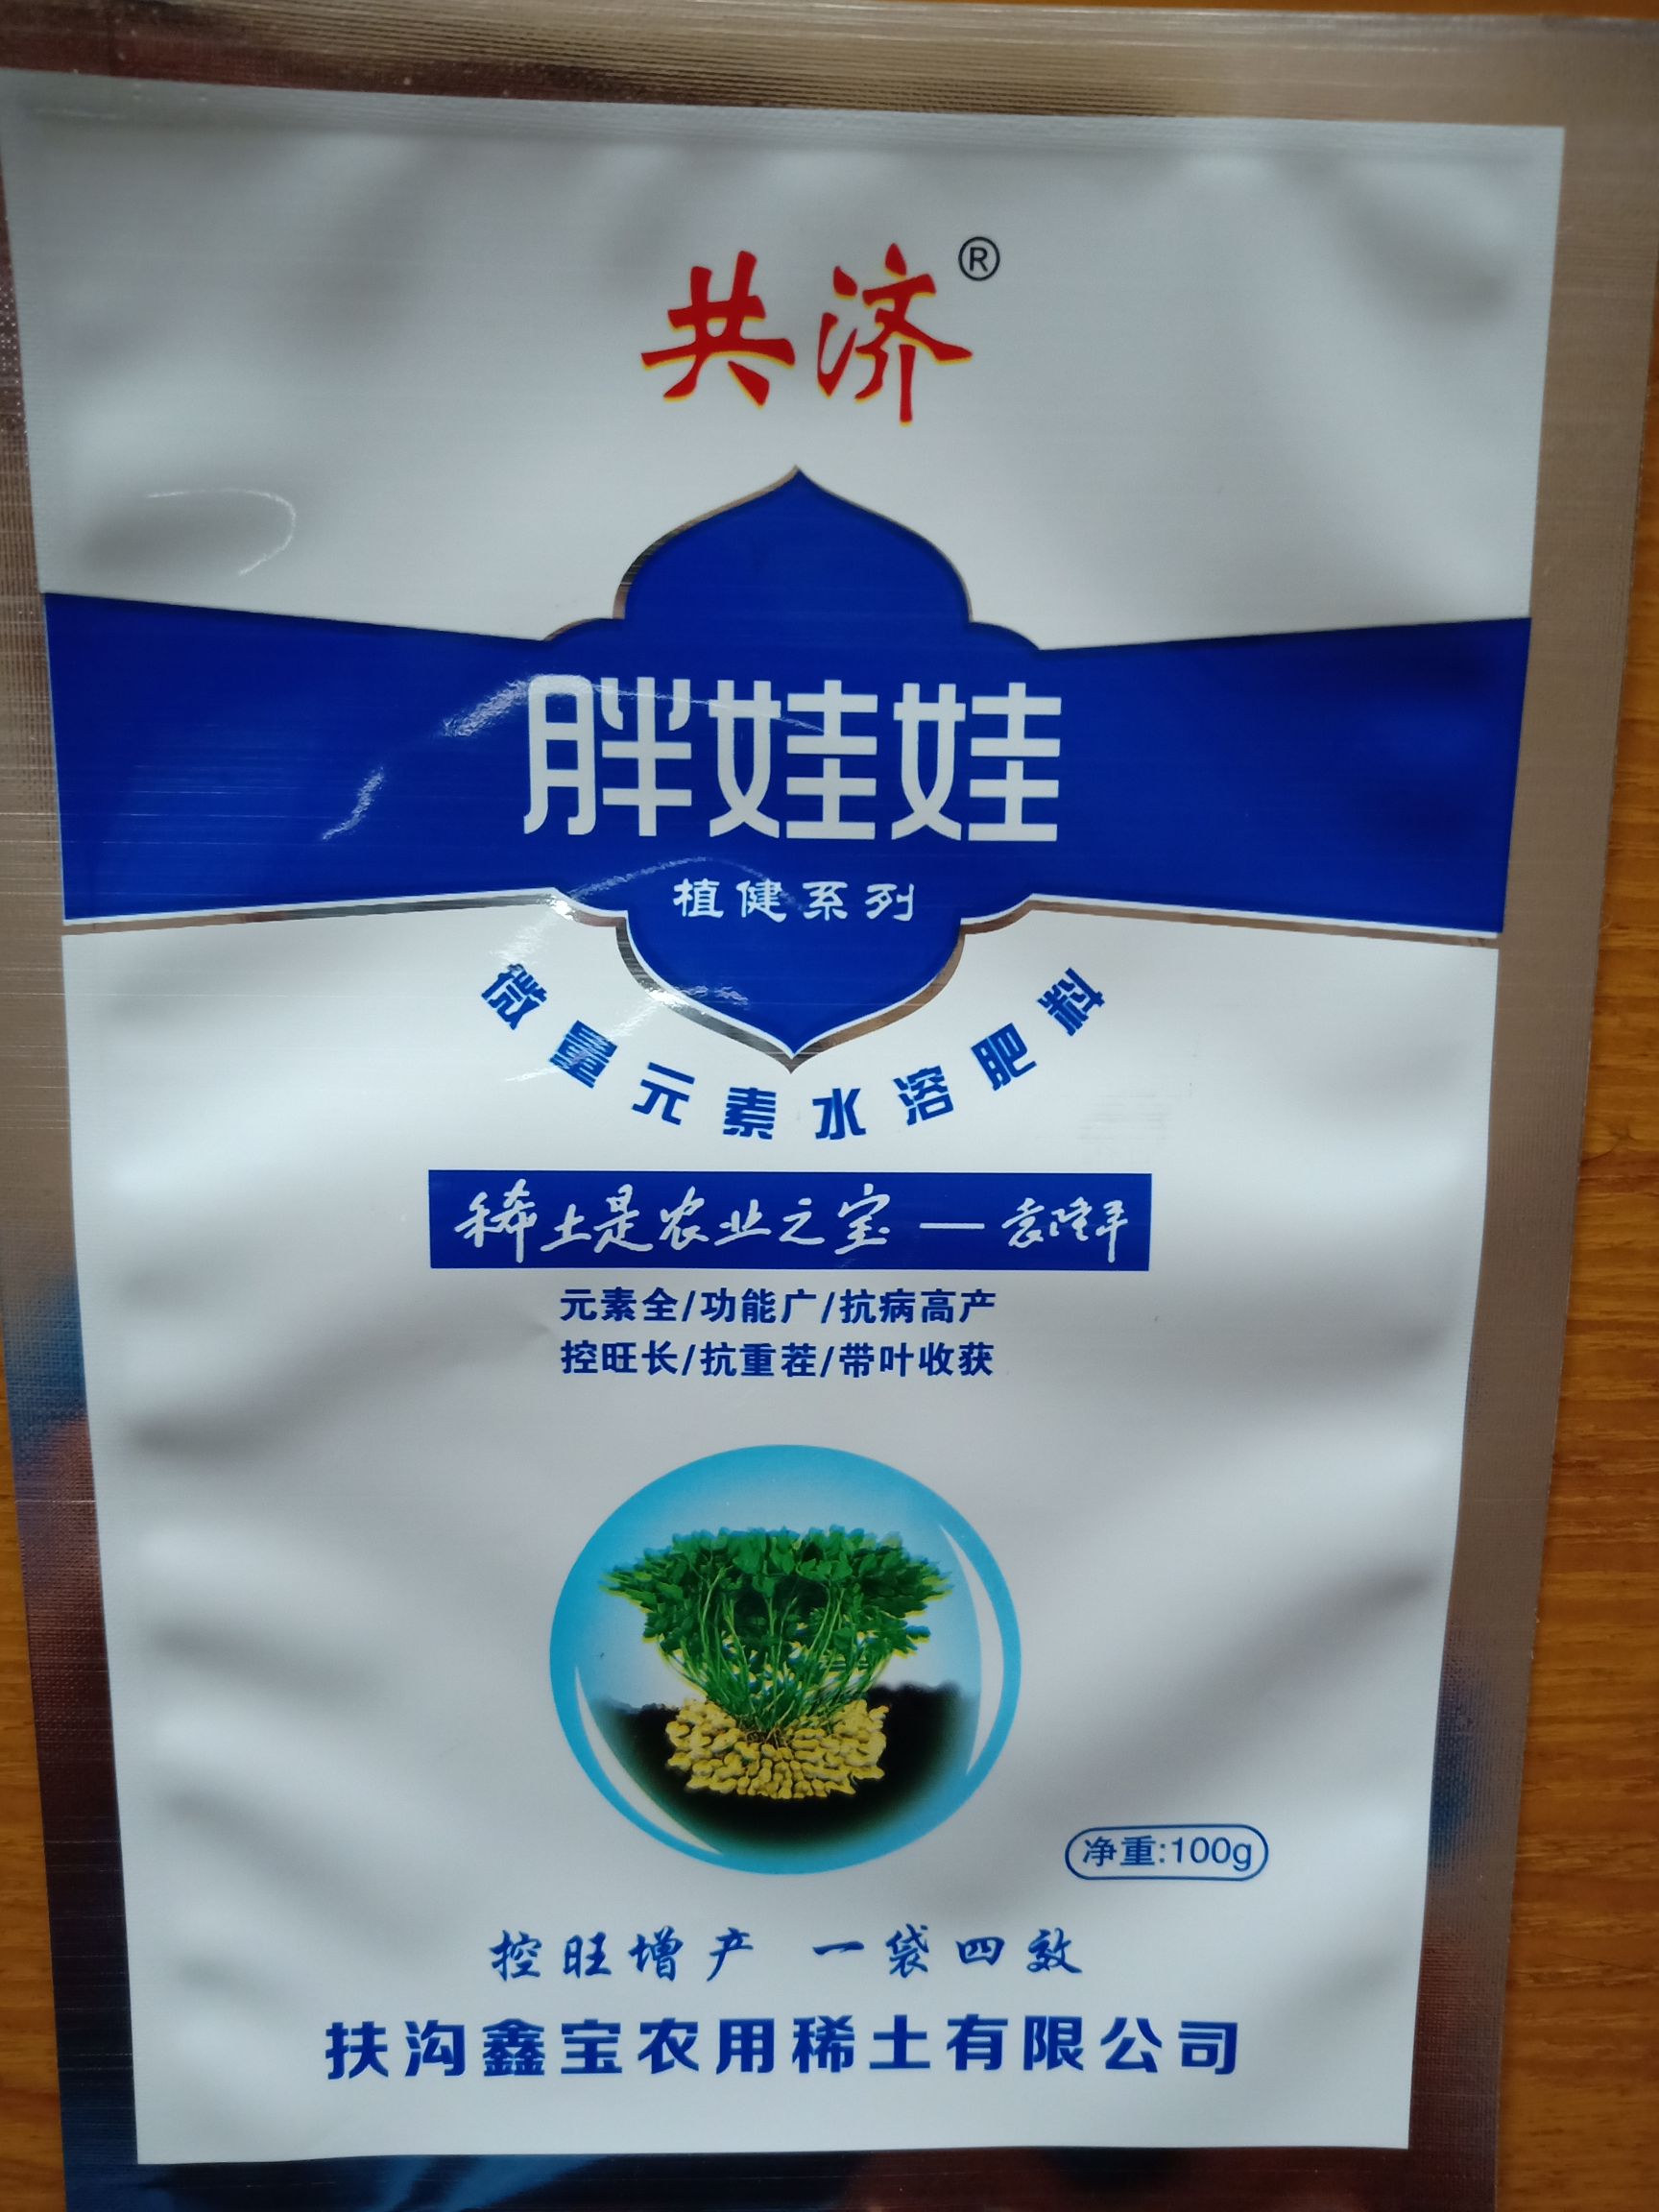 共济®
胖娃娃
植健系列
微量元素水溶肥料
稀土是农业之宝—袁隆平
元素全/功能广/抗病高产
控旺长/抗重茬/带叶收获
净重:100g
控旺增产 一袋四效
扶沟鑫宝农用稀土有限公司